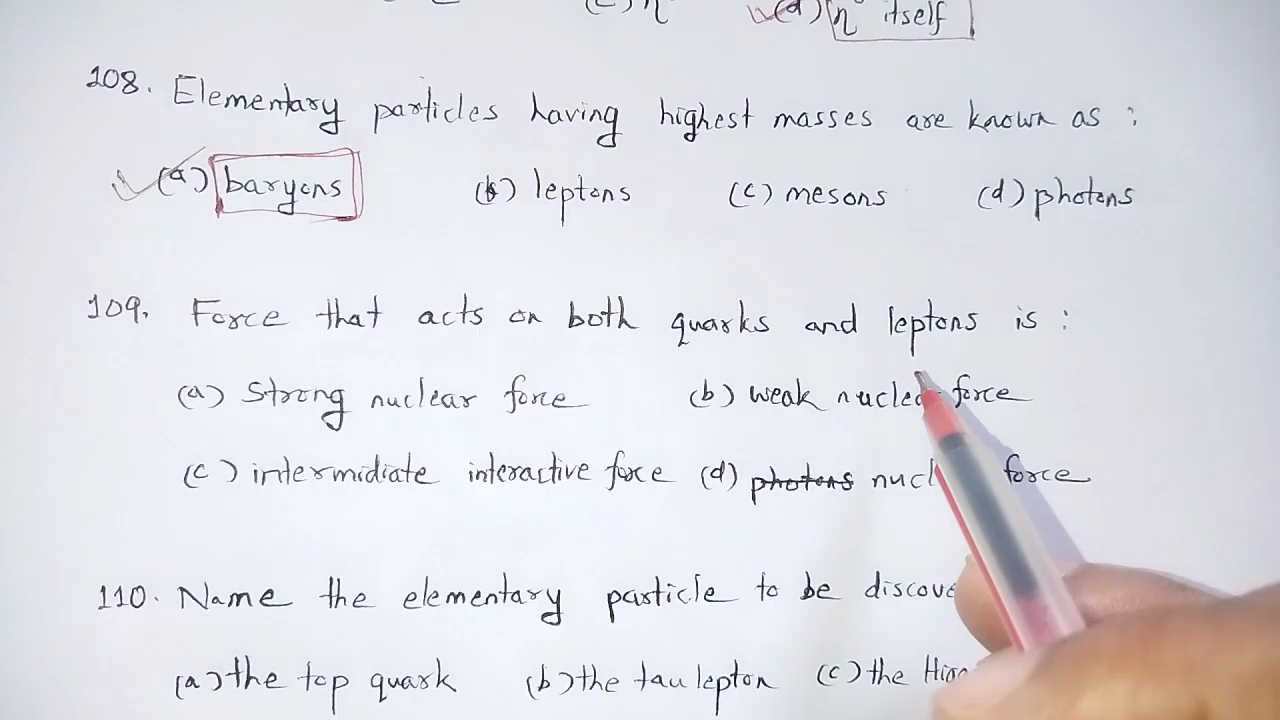 (c) η (d) η° itself
108. Elementary particles having highest masses are known as :
(a) baryons (b) leptons (c) mesons (d) photons
109. Force that acts on both quarks and leptons is :
(a) Strong nuclear force (b) weak nuclear force
(c) intermidiate interactive force (d) photons nucl force
110. Name the elementary particle to be discove
(a) the top quark (b) the tau lepton (c) the Higg